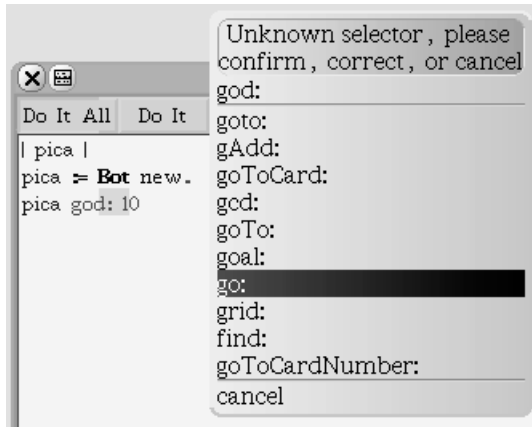 Do It All Do It
| pica |
pica := Bot new.
pica god: 10
Unknown selector, please
confirm, correct, or cancel
god:
goto:
gAdd:
goToCard:
gcd:
goTo:
goal:
go:
grid:
find:
goToCardNumber:
cancel